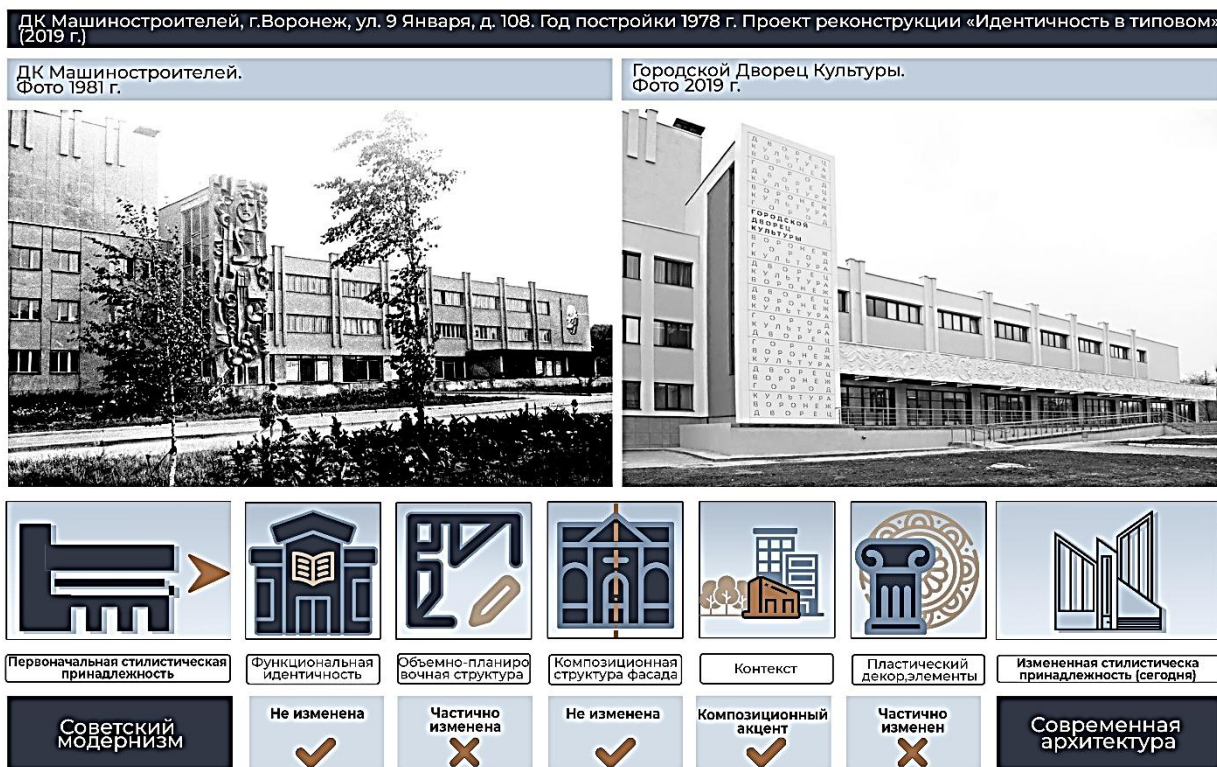 ДК Машиностроителей, г.Воронеж, ул. 9 Января, д. 108. Год постройки 1978 г. Проект реконструкции «Идентичность в типовом»
(2019 г.)
ДК Машиностроителей.
Фото 1981 г.
Городской Дворец Культуры.
Фото 2019 г.
ГОРОДСКОЙ
ДВОРЕЦ
КУЛЬТУРЫ
Первоначальная стилистическая
принадлежность
Функциональная
идентичность
Объемно-планиро
вочная структура
Композиционная
структура фасада
Контекст
Пластический
декор,элементы
Измененная стилистическа
принадлежность (сегодня)
Советский
модернизм
Не изменена
Частично
изменена
Не изменена
Композиционный
акцент
Частично
изменен
Современная
архитектура